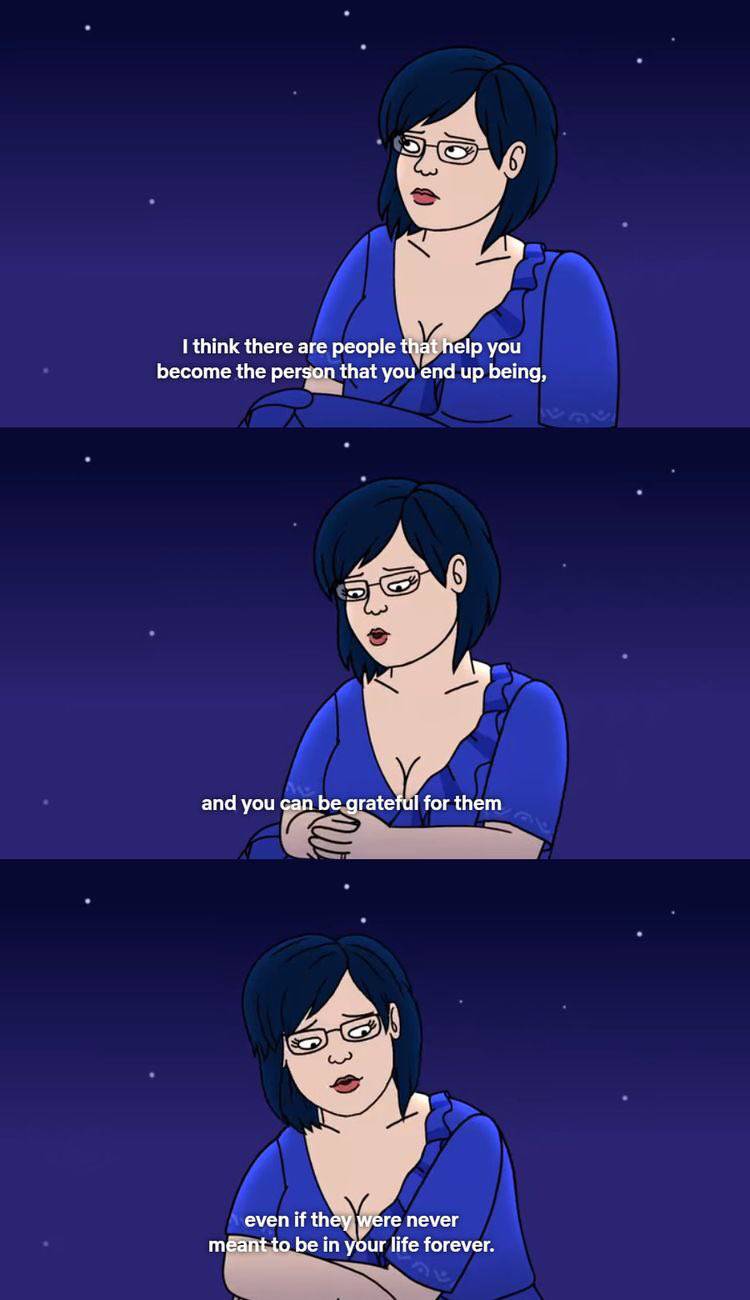 I think there are people that help you
become the person that you end up being,
and you can be grateful for them
even if they were never
meant to be in your life forever.